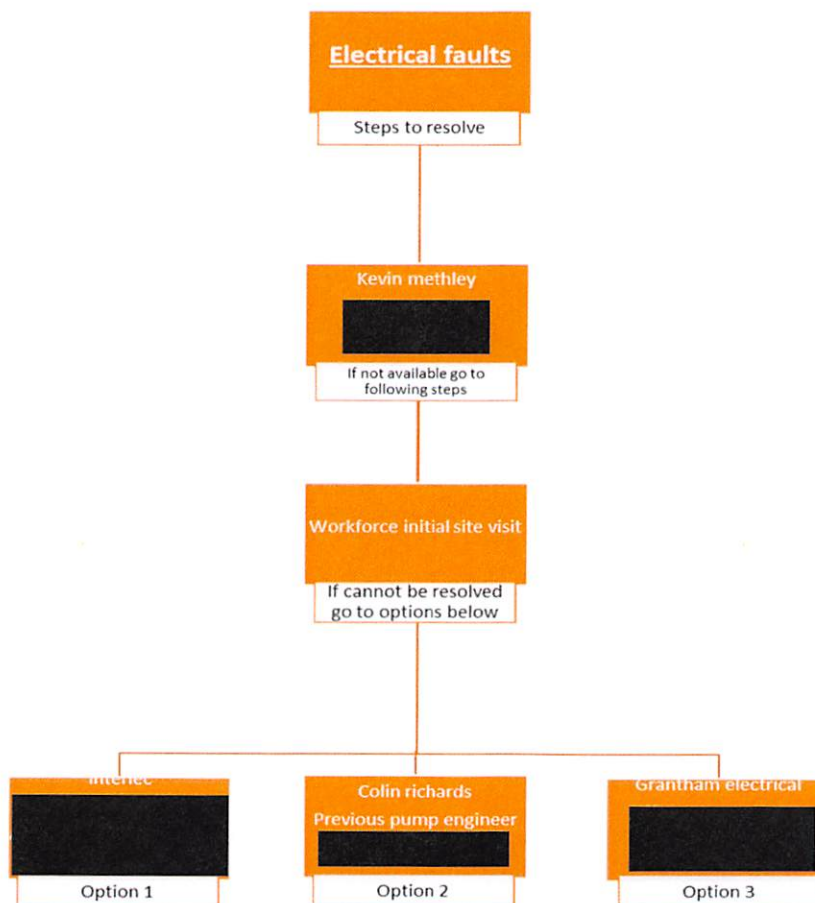 Electrical faults
Steps to resolve
Kevin methley
If not available go to
following steps
Workforce initial site visit
If cannot be resolved
go to options below
Interlec
Colin richards
Previous pump engineer
Grantham electrical
Option 1
Option 2
Option 3